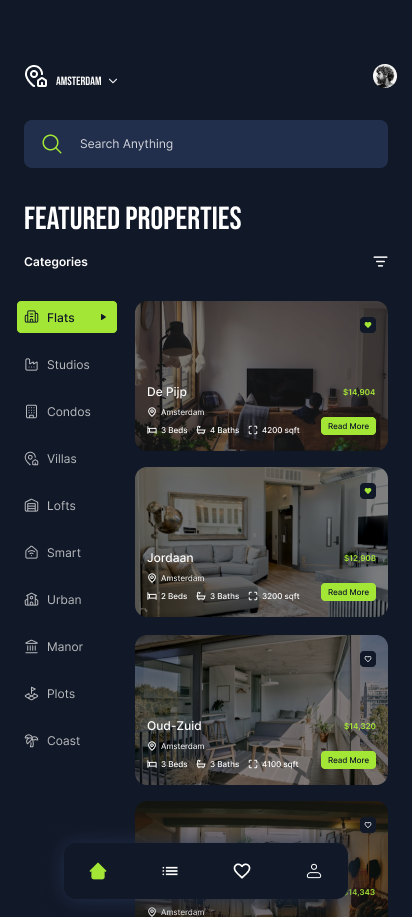 AMSTERDAM
Search Anything
FEATURED PROPERTIES
Categories
Flats
Studios
Condos
Villas
Lofts
Smart
Urban
Manor
Plots
Coast
De Pijp
$14,904
Amsterdam
3 Beds 4 Baths 4200 sqft
Read More
Jordaan
$12,908
Amsterdam
2 Beds 3 Baths 3200 sqft
Read More
Oud-Zuid
$14,320
Amsterdam
3 Beds 3 Baths 4100 sqft
Read More
14,343
Amsterdam